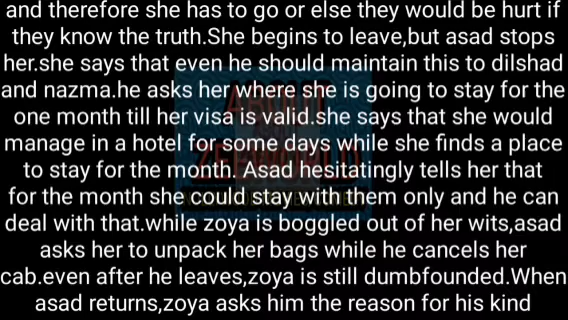 and therefore she has to go or else they would be hurt if
they know the truth.She begins to leave,but asad stops
her.she says that even he should maintain this to dilshad
and nazma.he asks her where she is going to stay for the
one month till her visa is valid.she says that she would
manage in a hotel for some days while she finds a place
to stay for the month. Asad hesitatingly tells her that
for the month she could stay with them only and he can
deal with that.while zoya is boggled out of her wits,asad
asks her to unpack her bags while he cancels her
cab.even after he leaves,zoya is still dumbfounded.When
asad returns,zoya asks him the reason for his kind